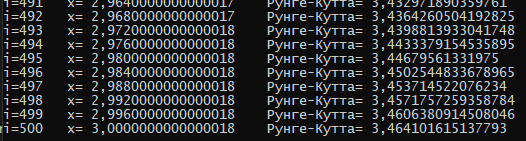 i=491 x= 2,9640000000000017 Рунге-Кутта= 3,432971890359761
i=492 x= 2,9680000000000017 Рунге-Кутта= 3,4364260504192825
i=493 x= 2,9720000000000018 Рунге-Кутта= 3,4398813933041748
i=494 x= 2,9760000000000018 Рунге-Кутта= 3,4433379154535895
i=495 x= 2,9800000000000018 Рунге-Кутта= 3,44679561331975
i=496 x= 2,9840000000000018 Рунге-Кутта= 3,4502544833678965
i=497 x= 2,9880000000000018 Рунге-Кутта= 3,453714522076234
i=498 x= 2,9920000000000018 Рунге-Кутта= 3,4571757259358784
i=499 x= 2,9960000000000018 Рунге-Кутта= 3,4606380914508046
i=500 x= 3,0000000000000018 Рунге-Кутта= 3,464101615137793